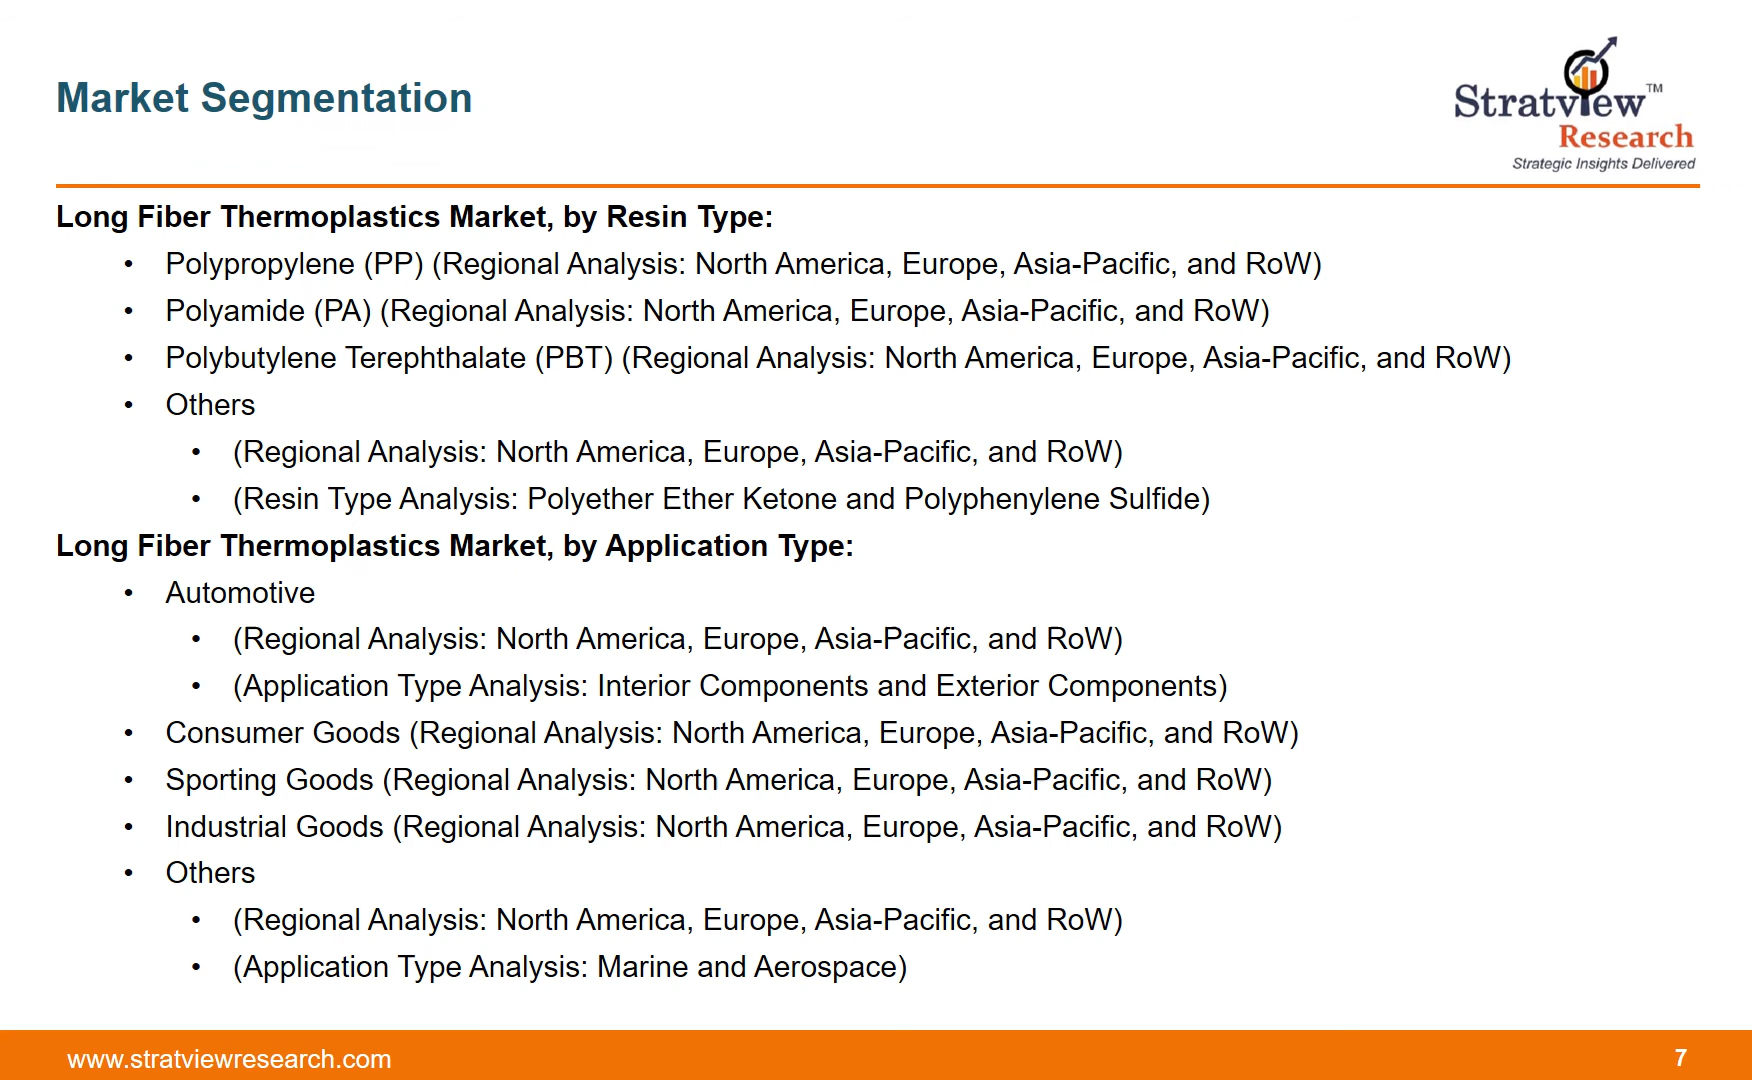 Market Segmentation
Stratview™
Research
Strategic Insights Delivered
Long Fiber Thermoplastics Market, by Resin Type:
• Polypropylene (PP) (Regional Analysis: North America, Europe, Asia-Pacific, and RoW)
• Polyamide (PA) (Regional Analysis: North America, Europe, Asia-Pacific, and RoW)
• Polybutylene Terephthalate (PBT) (Regional Analysis: North America, Europe, Asia-Pacific, and RoW)
• Others
• (Regional Analysis: North America, Europe, Asia-Pacific, and RoW)
• (Resin Type Analysis: Polyether Ether Ketone and Polyphenylene Sulfide)
Long Fiber Thermoplastics Market, by Application Type:
• Automotive
• (Regional Analysis: North America, Europe, Asia-Pacific, and RoW)
• (Application Type Analysis: Interior Components and Exterior Components)
• Consumer Goods (Regional Analysis: North America, Europe, Asia-Pacific, and RoW)
• Sporting Goods (Regional Analysis: North America, Europe, Asia-Pacific, and RoW)
• Industrial Goods (Regional Analysis: North America, Europe, Asia-Pacific, and RoW)
• Others
• (Regional Analysis: North America, Europe, Asia-Pacific, and RoW)
• (Application Type Analysis: Marine and Aerospace)
www.stratviewresearch.com
7